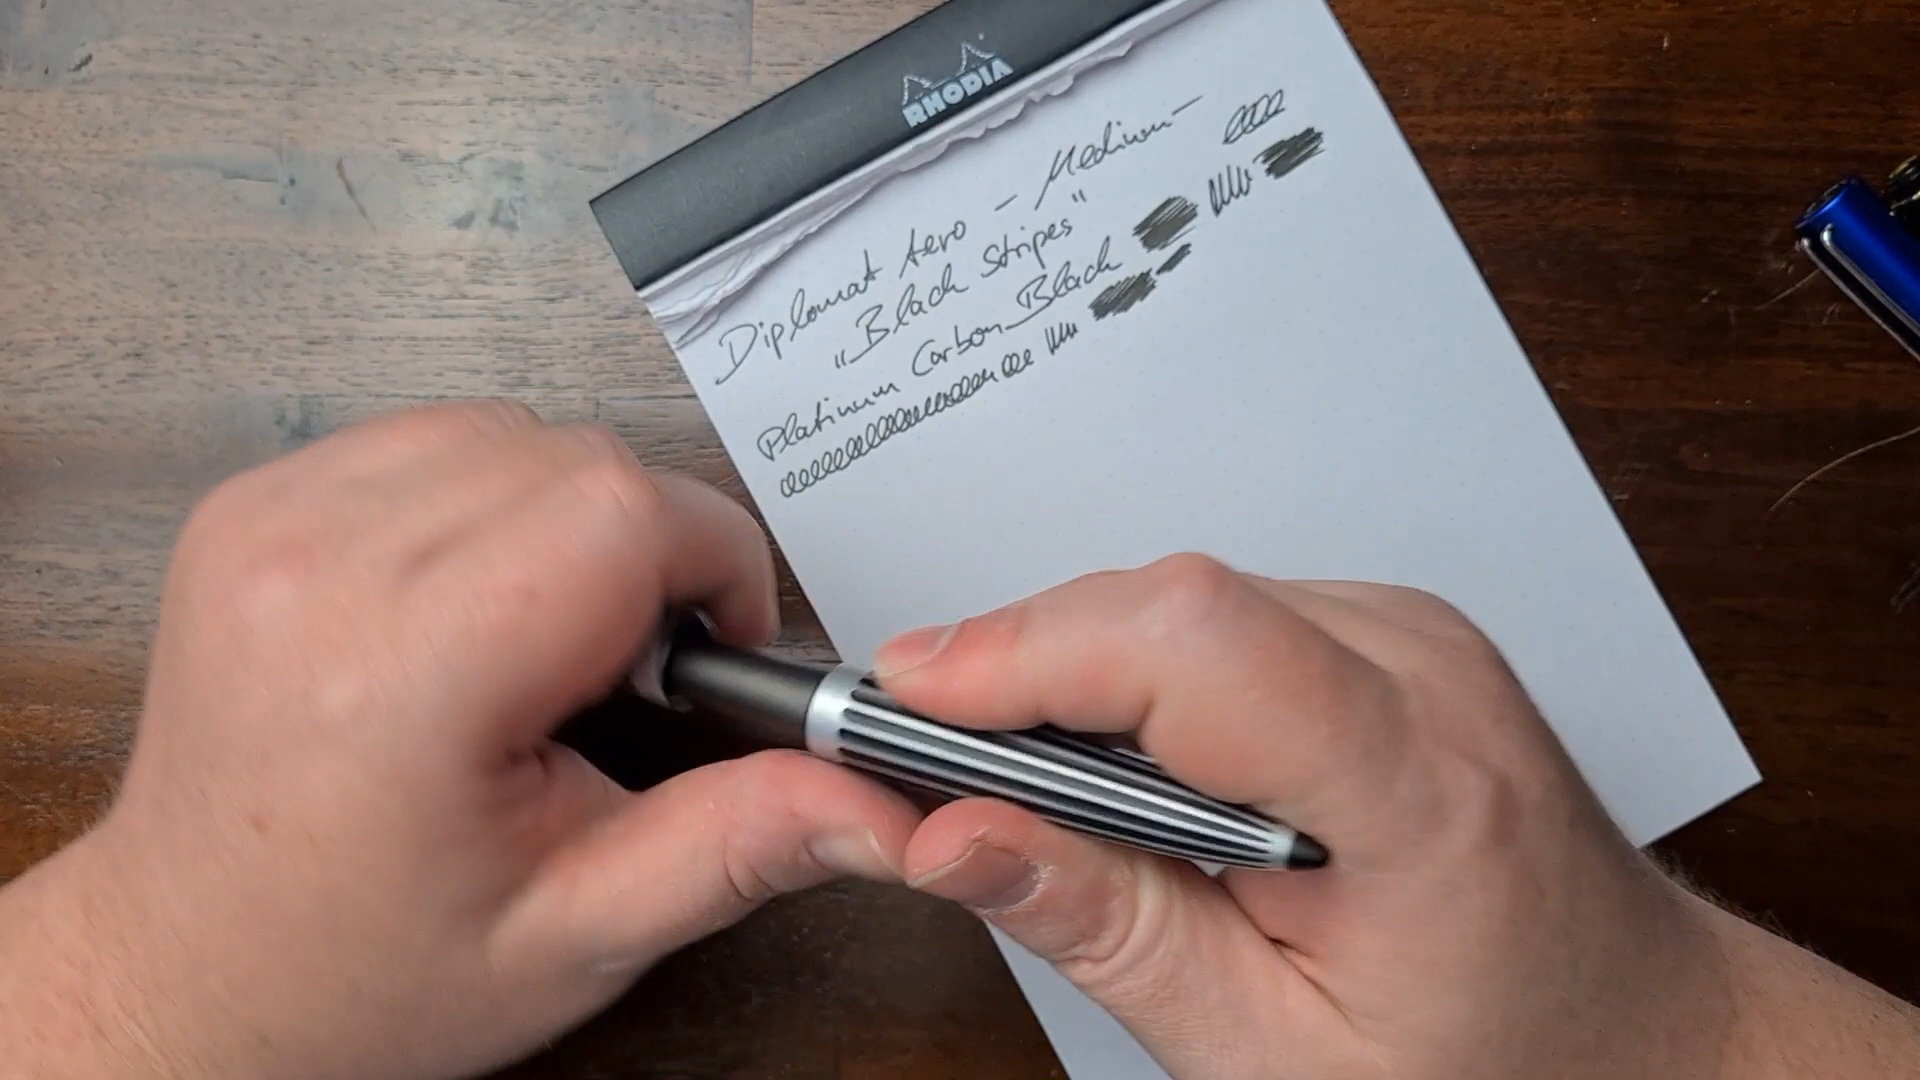 RHODIA
Diplomat Aero - Medium -
„Black Stripes"
Platinum Carbon Black